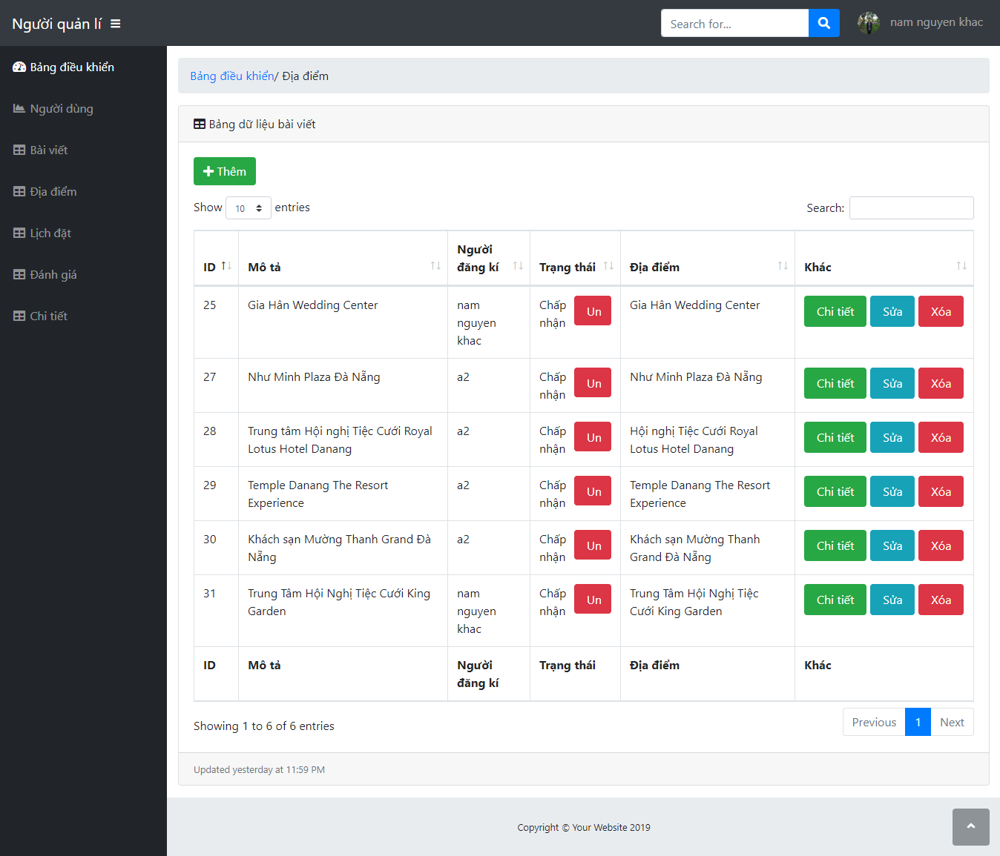 Người quản lí
Search for...
nam nguyen khac
Bảng điều khiển
Người dùng
Bài viết
Địa điểm
Lịch đặt
Đánh giá
Chi tiết
Bảng điều khiển/ Địa điểm
Bảng dữ liệu bài viết
Thêm
Show 10 entries
Search:
ID
Mô tả
Người
đăng kí
Trạng thái
Địa điểm
Khác
25
Gia Hân Wedding Center
nam
nguyen
khac
Chấp
nhận
Un
Gia Hân Wedding Center
Chi tiết
Sửa
Xóa
27
Như Minh Plaza Đà Nẵng
a2
Chấp
nhận
Un
Như Minh Plaza Đà Nẵng
Chi tiết
Sửa
Xóa
28
Trung tâm Hội nghị Tiệc Cưới Royal
Lotus Hotel Danang
a2
Chấp
nhận
Un
Hội nghị Tiệc Cưới Royal
Lotus Hotel Danang
Chi tiết
Sửa
Xóa
29
Temple Danang The Resort
Experience
a2
Chấp
nhận
Un
Temple Danang The Resort
Experience
Chi tiết
Sửa
Xóa
30
Khách sạn Mường Thanh Grand Đà
Nẵng
a2
Chấp
nhận
Un
Khách sạn Mường Thanh
Grand Đà Nẵng
Chi tiết
Sửa
Xóa
31
Trung Tâm Hội Nghị Tiệc Cưới King
Garden
nam
nguyen
khac
Chấp
nhận
Un
Trung Tâm Hội Nghị Tiệc
Cưới King Garden
Chi tiết
Sửa
Xóa
ID
Mô tả
Người
đăng kí
Trạng thái
Địa điểm
Khác
Showing 1 to 6 of 6 entries
Previous
1
Next
Updated yesterday at 11:59 PM
Copyright © Your Website 2019